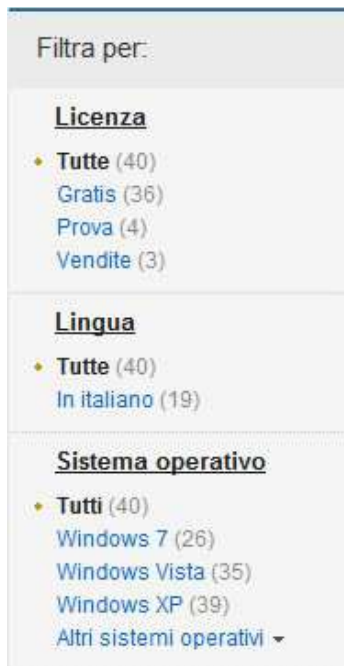 Filtra per:
Licenza
Tutte (40)
Gratis (36)
Prova (4)
Vendite (3)
Lingua
Tutte (40)
In italiano (19)
Sistema operativo
Tutti (40)
Windows 7 (26)
Windows Vista (35)
Windows XP (39)
Altri sistemi operativi